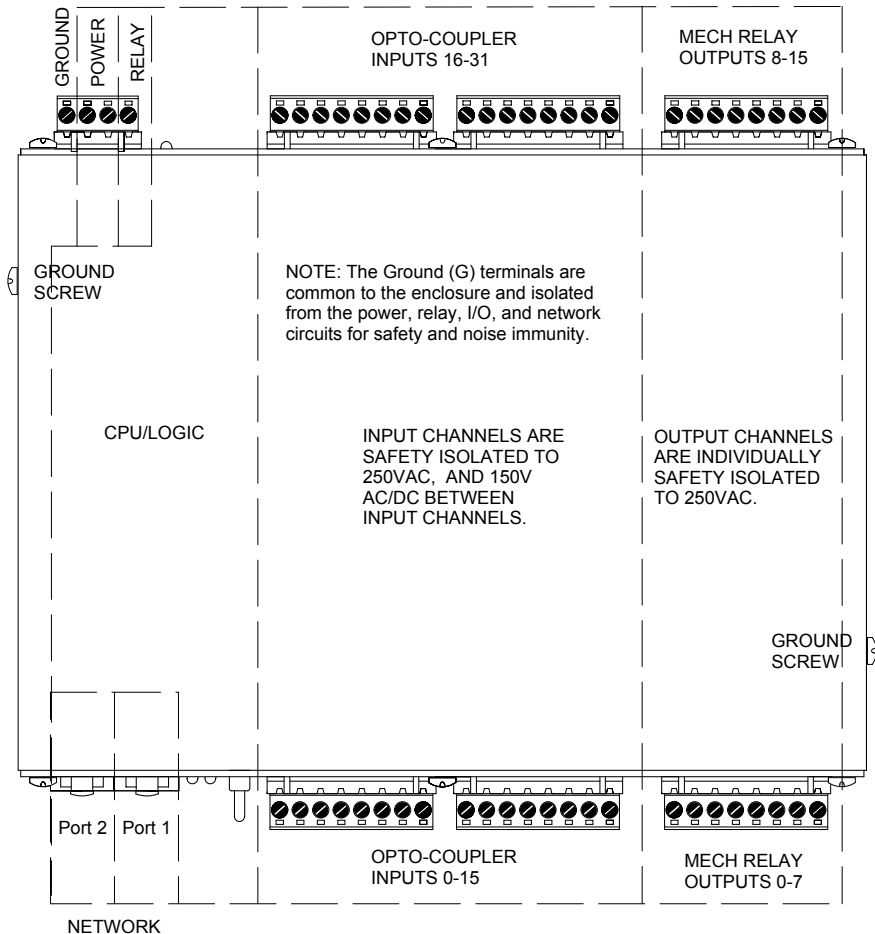 GROUND
POWER
RELAY
OPTO-COUPLER
INPUTS 16-31
MECH RELAY
OUTPUTS 8-15
GROUND
SCREW
NOTE: The Ground (G) terminals are
common to the enclosure and isolated
from the power, relay, I/O, and network
circuits for safety and noise immunity.
CPU/LOGIC
INPUT CHANNELS ARE
SAFETY ISOLATED TO
250VAC, AND 150V
AC/DC BETWEEN
INPUT CHANNELS.
OUTPUT CHANNELS
ARE INDIVIDUALLY
SAFETY ISOLATED
TO 250VAC.
GROUND
SCREW
Port 2
Port 1
OPTO-COUPLER
INPUTS 0-15
MECH RELAY
OUTPUTS 0-7
NETWORK